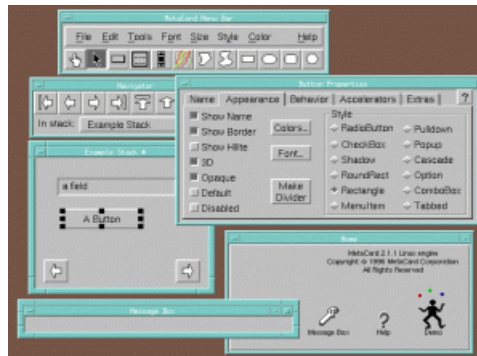 MetaCard Menu Bar
File Edit Tools Font Size Style Color Help
Navigator
In stack: Example Stack
Button Properties
Name Appearance Behavior Accelerators Extras ?
Show Name
Show Border
Show Hilite
3D
Opaque
Default
Disabled
Colors...
Font...
Make
Divider
Style
RadioButton
CheckBox
Shadow
RoundRect
Rectangle
MenuItem
Pulldown
Popup
Cascade
Option
ComboBox
Tabbed
Example Stack *
a field
A Button
Home
MetaCard 2.1.1 Linux engine
Copyright © 1996 MetaCard Corporation
All Rights Reserved
Message Box
?
Help
Demo
Message Box